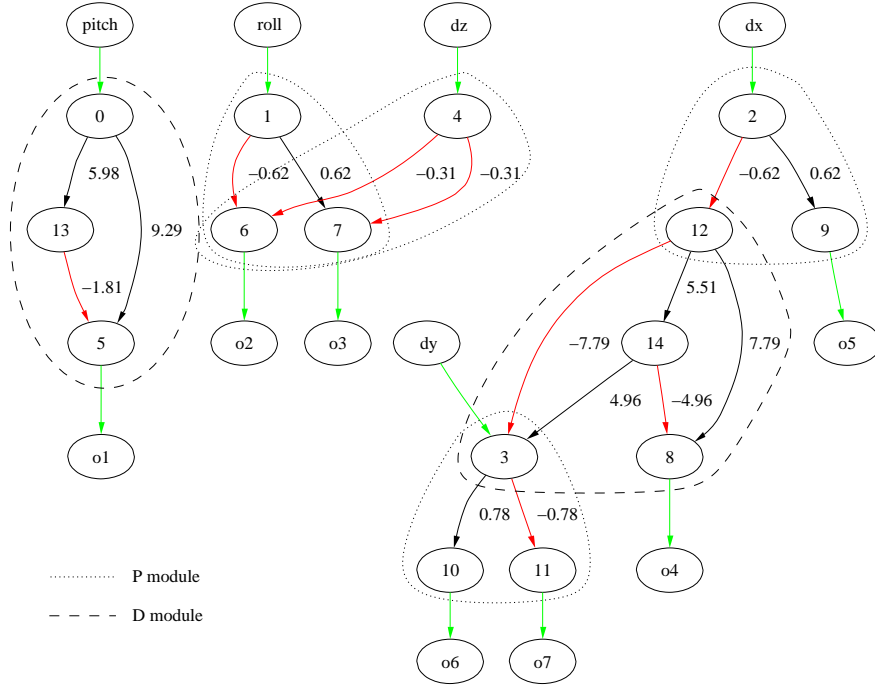 pitch roll dz dx
0 1 4 2
5.98 −0.62 0.62 −0.31 −0.31 −0.62 0.62
13 9.29 6 7 12 9
−1.81 5.51
5 o2 o3 dy −7.79 14 7.79 o5
4.96 −4.96
o1 3 8
0.78 −0.78
10 11 o4
P module
D module
o6 o7